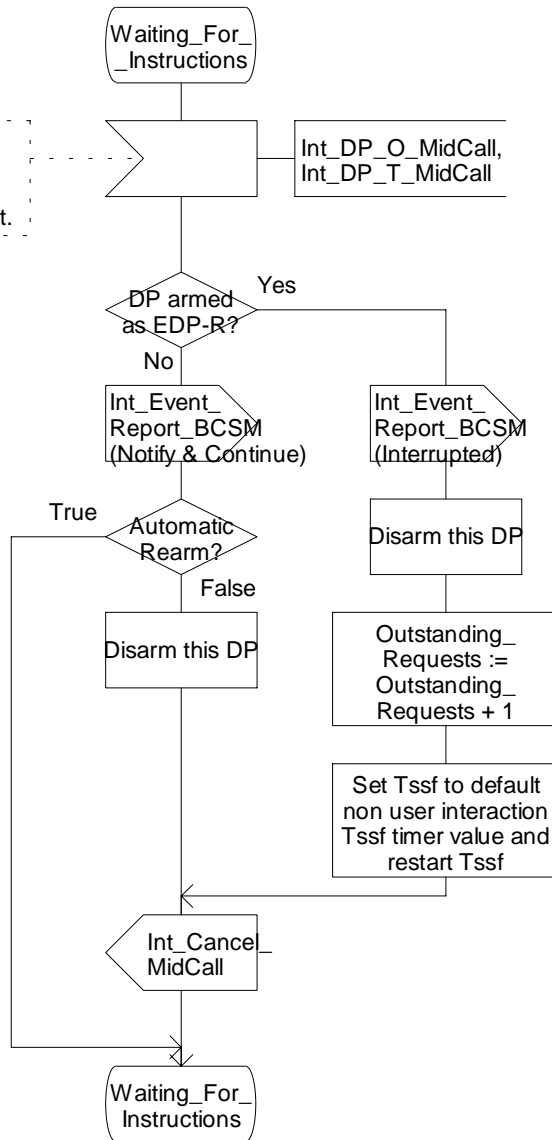 Waiting_For_
_Instructions
Int_DP_O_MidCall,
Int_DP_T_MidCall
t.
DP armed
as EDP-R?
Yes
No
Int_Event_
Report_BCSM
(Notify & Continue)
Int_Event_
Report_BCSM
(Interrupted)
True
Automatic
Rearm?
False
Disarm this DP
Disarm this DP
Outstanding_
Requests :=
Outstanding_
Requests + 1
Set Tssf to default
non user interaction
Tssf timer value and
restart Tssf
Int_Cancel_
MidCall
Waiting_For_
Instructions